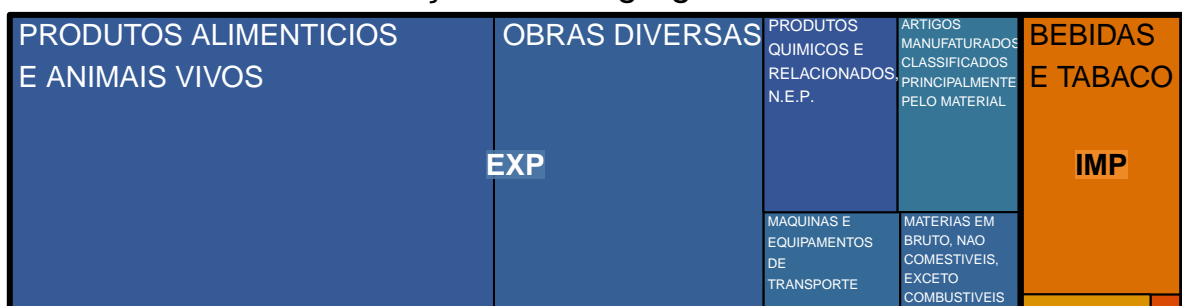 PRODUTOS ALIMENTICIOS
E ANIMAIS VIVOS
OBRAS DIVERSAS
PRODUTOS
QUIMICOS E
RELACIONADOS,
N.E.P.
ARTIGOS
MANUFATURADOS
CLASSIFICADOS
PRINCIPALMENTE
PELO MATERIAL
BEBIDAS
E TABACO
EXP
IMP
MAQUINAS E
EQUIPAMENTOS
DE
TRANSPORTE
MATERIAS EM
BRUTO, NAO
COMESTIVEIS,
EXCETO
COMBUSTIVEIS